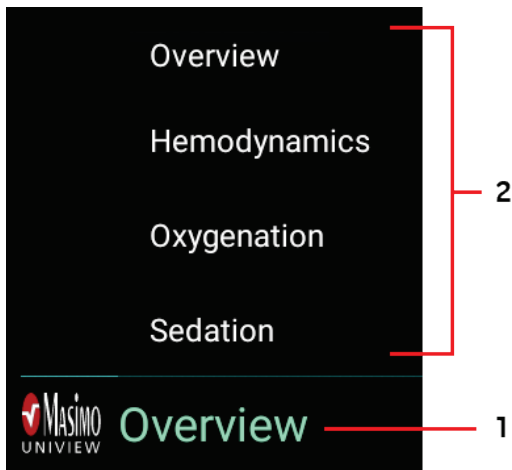 Overview
Hemodynamics
Oxygenation
Sedation
2
Masimo
UNIVIEW
Overview
1